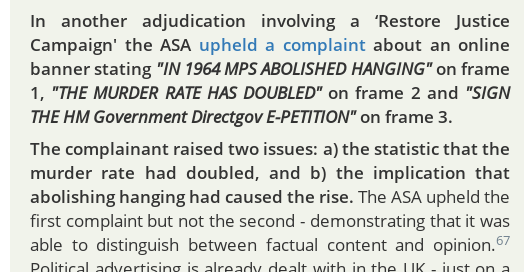 In another adjudication involving a ‘Restore Justice
Campaign' the ASA upheld a complaint about an online
banner stating "IN 1964 MPS ABOLISHED HANGING" on frame
1, "THE MURDER RATE HAS DOUBLED" on frame 2 and "SIGN
THE HM Government Directgov E-PETITION" on frame 3.
The complainant raised two issues: a) the statistic that the
murder rate had doubled, and b) the implication that
abolishing hanging had caused the rise. The ASA upheld the
first complaint but not the second - demonstrating that it was
able to distinguish between factual content and opinion.67
Political advertising is already dealt with in the UK - just on a